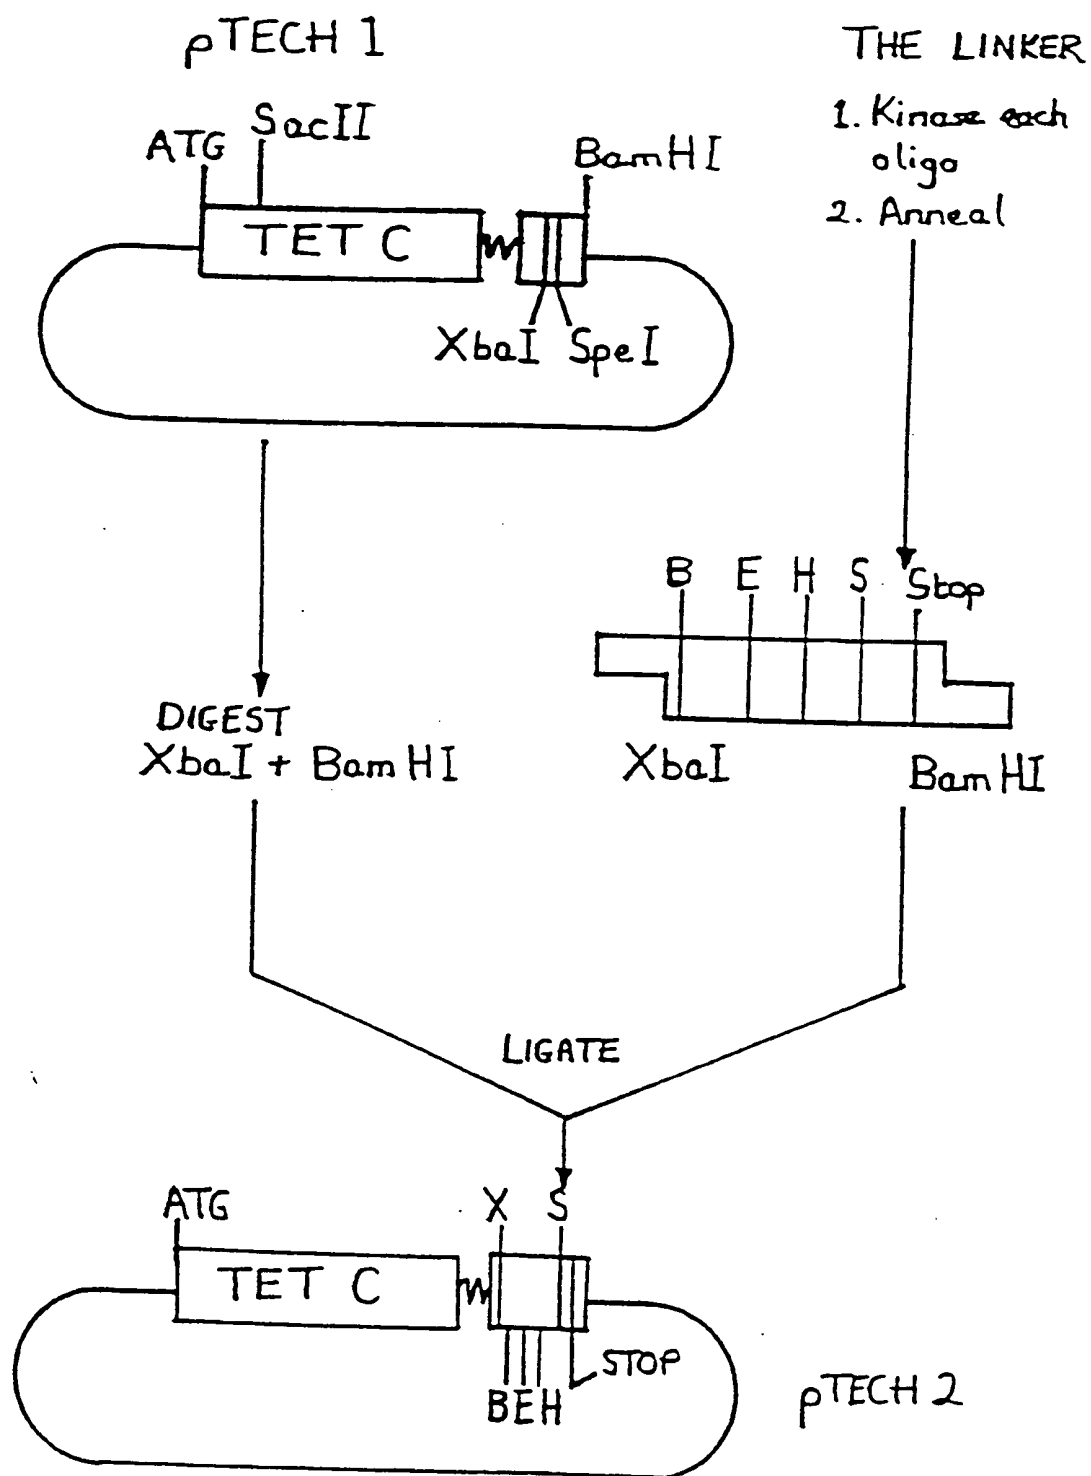 pTECH 1
THE LINKER
1. Kinase each
oligo
2. Anneal
ATG
SacII
BamHI
TET C
XbaI SpeI
B E H S Stop
DIGEST
XbaI + BamHI
XbaI
BamHI
LIGATE
ATG
X S
TET C
STOP
BEH
pTECH 2